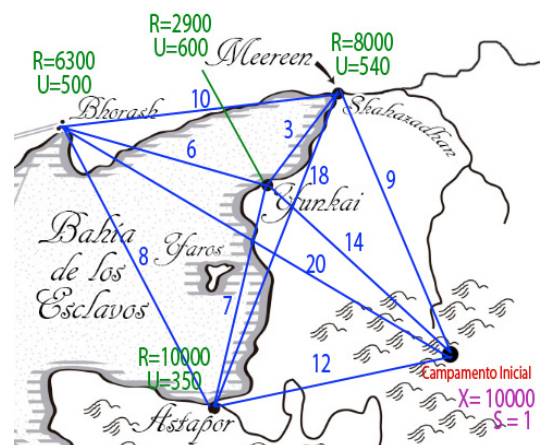 R=2900
U=600
R=6300
U=500
Meereen
R=8000
U=540
Bhorash
10
Skahazadhan
3
6
18
9
Yunkai
Bahía
de los
Esclavos
Yaros
14
8
20
7
12
R=10000
U=350
Astapor
Campamento Inicial
X= 10000
S = 1